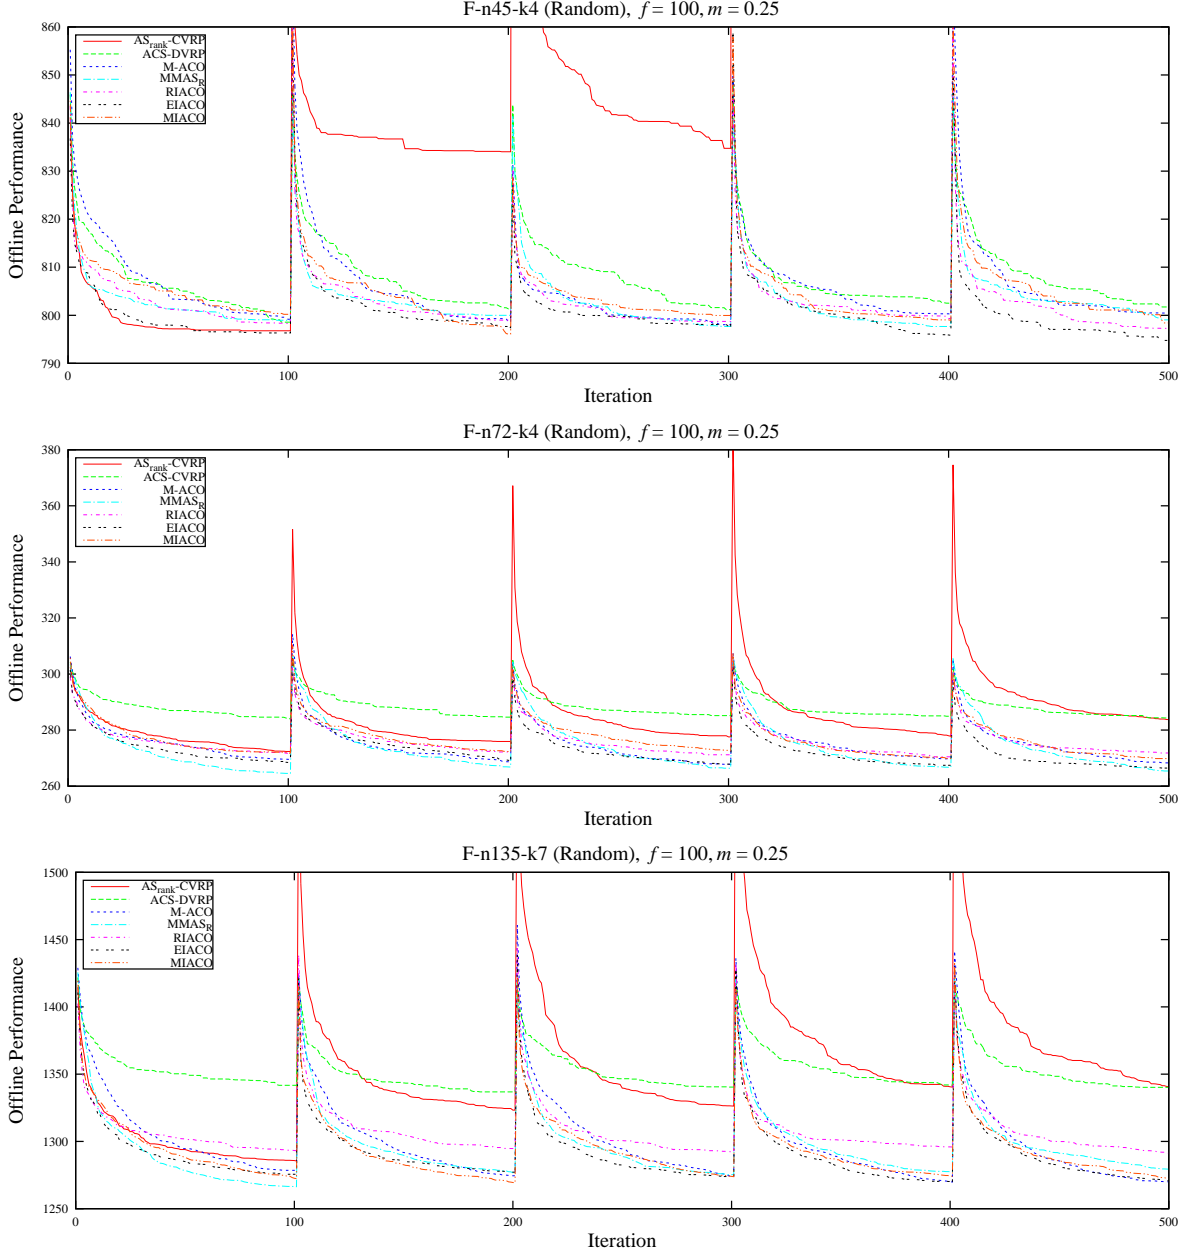 F-n45-k4 (Random), f = 100, m = 0.25
860
850
840
830
820
810
800
790
Offline Performance
AS_rank-CVRP
ACS-DVRP
M-ACO
MMAS_R
RIACO
EIACO
MIACO
0 100 200 300 400 500
Iteration
F-n72-k4 (Random), f = 100, m = 0.25
380
360
340
320
300
280
260
Offline Performance
AS_rank-CVRP
ACS-CVRP
M-ACO
MMAS_R
RIACO
EIACO
MIACO
0 100 200 300 400 500
Iteration
F-n135-k7 (Random), f = 100, m = 0.25
1500
1450
1400
1350
1300
1250
Offline Performance
AS_rank-CVRP
ACS-DVRP
M-ACO
MMAS_R
RIACO
EIACO
MIACO
0 100 200 300 400 500
Iteration